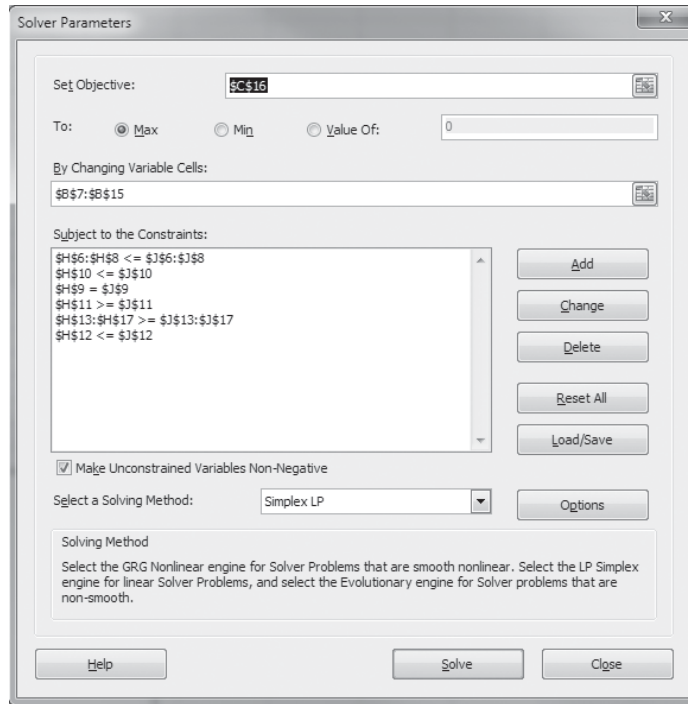 Solver Parameters
x
Set Objective:
$C$16
To:
Max
Min
Value Of:
0
By Changing Variable Cells:
$B$7:$B$15
Subject to the Constraints:
$H$6:$H$8 <= $J$6:$J$8
$H$10 <= $J$10
$H$9 = $J$9
$H$11 >= $J$11
$H$13:$H$17 >= $J$13:$J$17
$H$12 <= $J$12
Add
Change
Delete
Reset All
Load/Save
Make Unconstrained Variables Non-Negative
Select a Solving Method:
Simplex LP
Options
Solving Method
Select the GRG Nonlinear engine for Solver Problems that are smooth nonlinear. Select the LP Simplex
engine for linear Solver Problems, and select the Evolutionary engine for Solver problems that are
non-smooth.
Help
Solve
Close